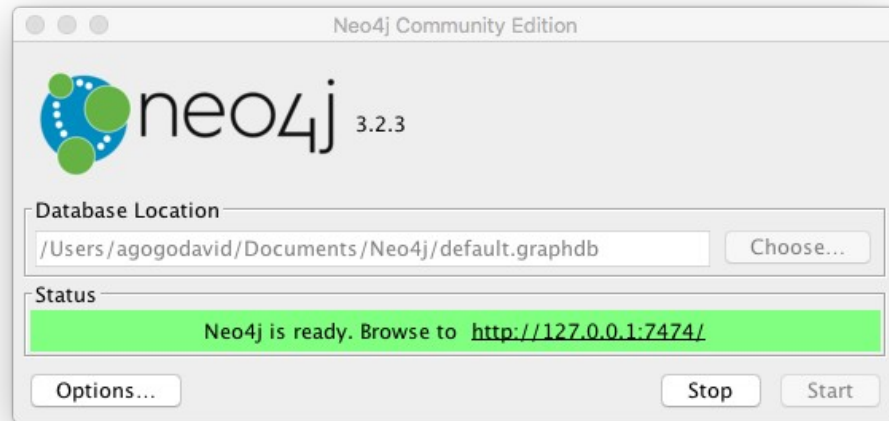 Neo4j Community Edition
neo4j 3.2.3
Database Location
/Users/agogodavid/Documents/Neo4j/default.graphdb Choose...
Status
Neo4j is ready. Browse to http://127.0.0.1:7474/
Options... Stop Start